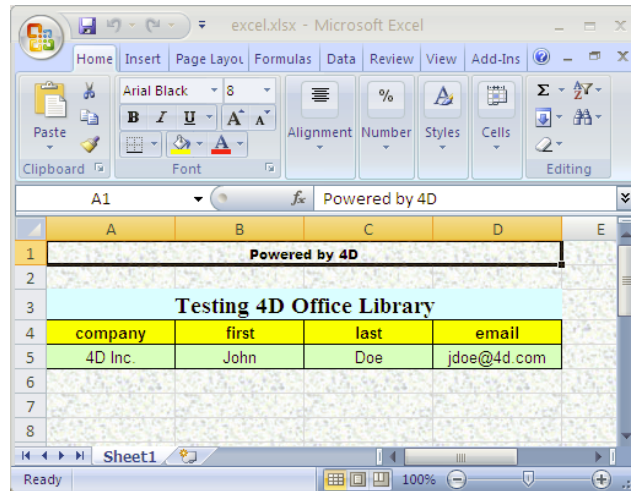 excel.xlsx - Microsoft Excel
Home Insert Page Layou Formulas Data Review View Add-Ins
Arial Black 8
B I U A A
Paste
Alignment Number Styles Cells
Clipboard Font Editing
A1 fx Powered by 4D
A B C D E
1 Powered by 4D
2
3 Testing 4D Office Library
4 company first last email
5 4D Inc. John Doe jdoe@4d.com
6
7
8
Sheet1
Ready 100%